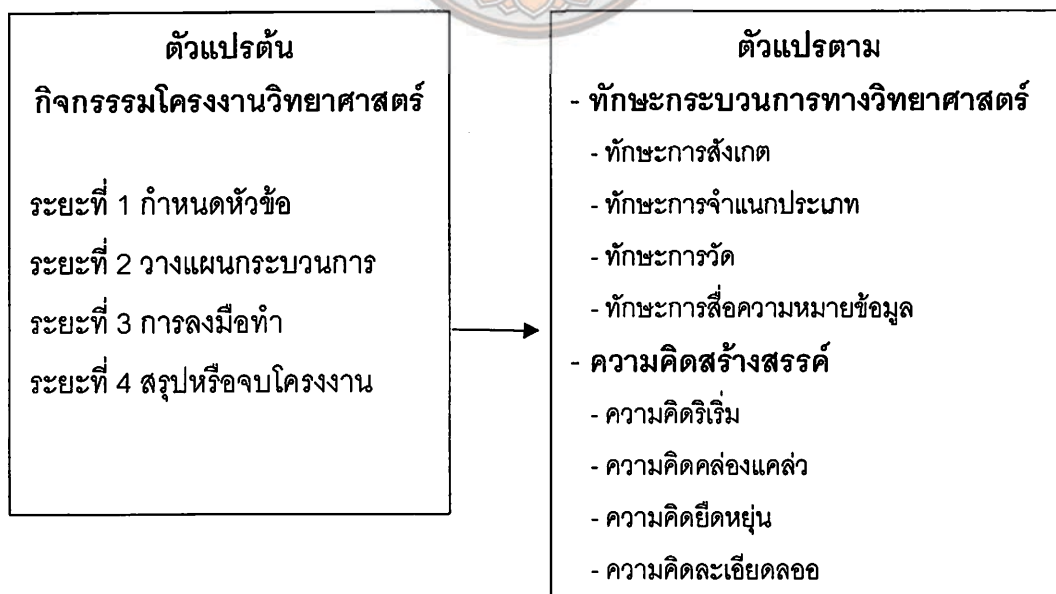 ตัวแปรต้น
กิจกรรรมโครงงานวิทยาศาสตร์
ระยะที่ 1 กำหนดหัวข้อ
ระยะที่ 2 วางแผนกระบวนการ
ระยะที่ 3 การลงมือทำ
ระยะที่ 4 สรุปหรือจบโครงงาน
ตัวแปรตาม
- ทักษะกระบวนการทางวิทยาศาสตร์
- ทักษะการสังเกต
- ทักษะการจำแนกประเภท
- ทักษะการวัด
- ทักษะการสื่อความหมายข้อมูล
- ความคิดสร้างสรรค์
- ความคิดริเริ่ม
- ความคิดคล่องแคล่ว
- ความคิดยืดหยุ่น
- ความคิดละเอียดลออ